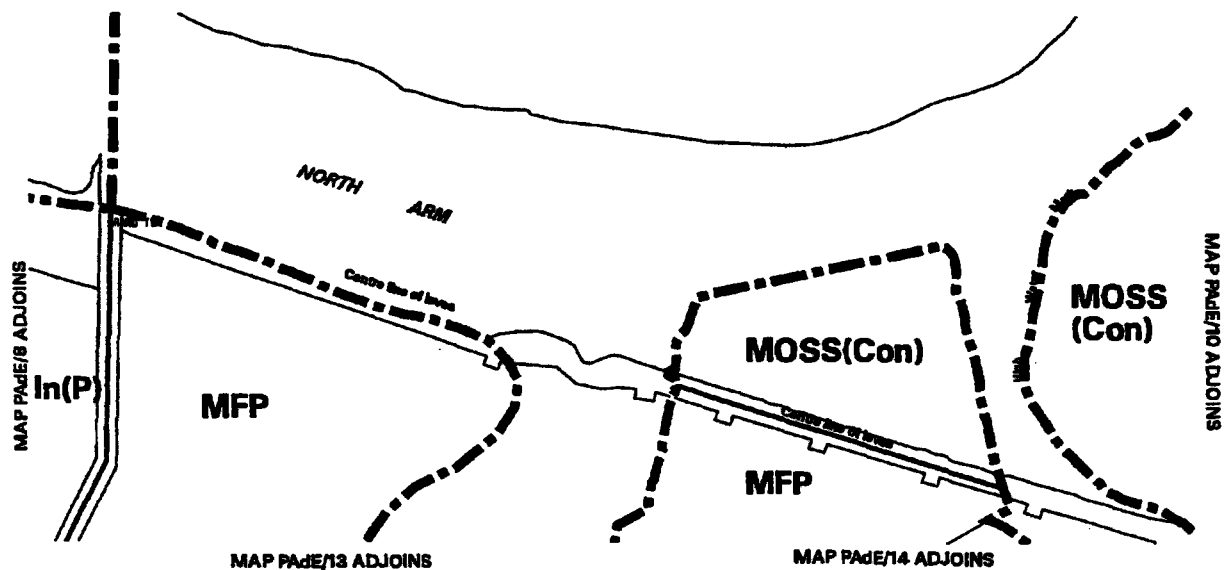 NORTH
ARM
Centre line of levee
MAP PAdE/8 ADJOINS
In(P)
MFP
MOSS(Con)
Centre line of levee
MFP
MOSS
(Con)
MAP PAdE/10 ADJOINS
MAP PAdE/13 ADJOINS
MAP PAdE/14 ADJOINS